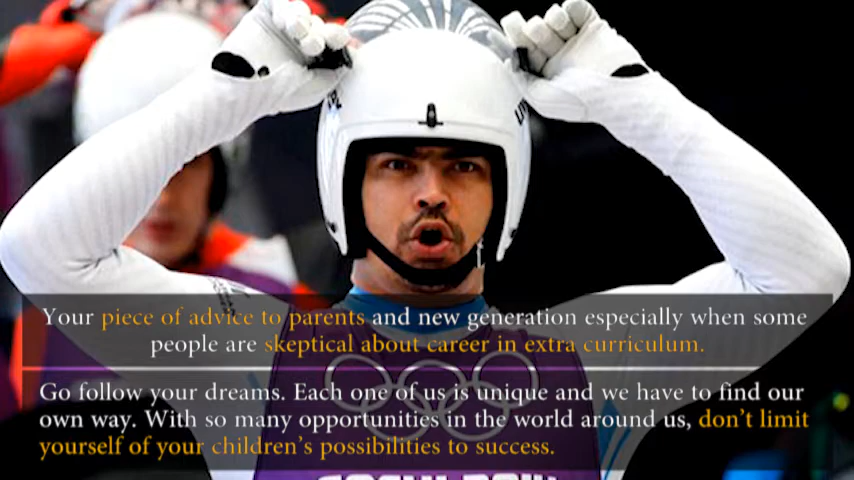 Your piece of advice to parents and new generation especially when some
people are skeptical about career in extra curriculum.
Go follow your dreams. Each one of us is unique and we have to find our
own way. With so many opportunities in the world around us, don't limit
yourself of your children's possibilities to success.